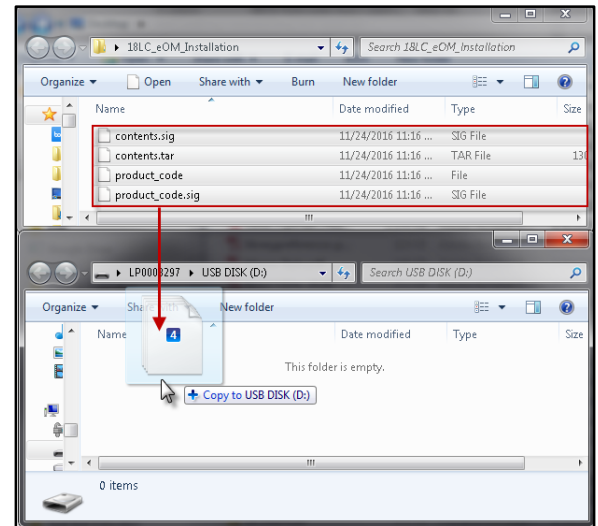 18LC_eOM_Installation
Search 18LC_eOM_Installation
Organize Open Share with Burn New folder
Name Date modified Type Size
contents.sig 11/24/2016 11:16 ... SIG File
contents.tar 11/24/2016 11:16 ... TAR File 130
product_code 11/24/2016 11:16 ... File
product_code.sig 11/24/2016 11:16 ... SIG File
USB DISK (D:)
Search USB DISK (D:)
Organize Share with New folder
Name Date modified Type Size
4
This folder is empty.
Copy to USB DISK (D:)
0 items